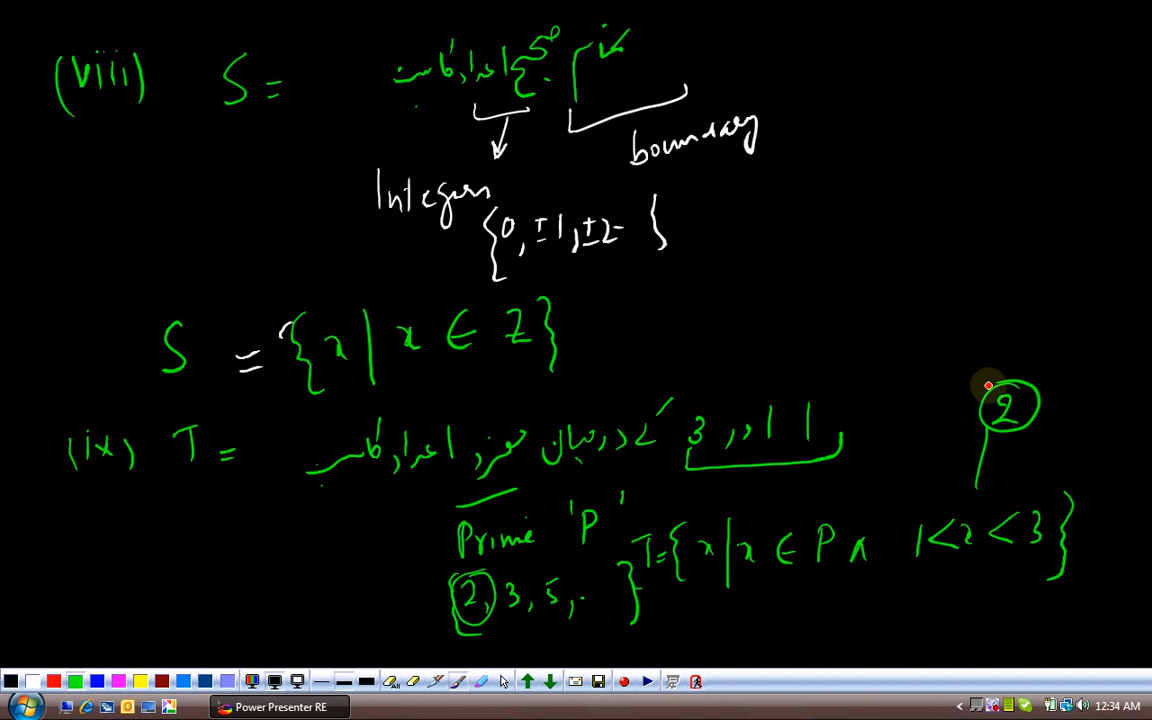 (viii) S = تمام صحیح اعداد کا سیٹ
boundary
Integers
{0, ±1, ±2- }
S = {x | x ∈ Z}
2
(ix) T = 1 اور 3 کے درمیان مفرد اعداد کا سیٹ
Prime 'P'
T = {x | x ∈ P ∧ 1 < x < 3}
{2, 3, 5, . }
Power Presenter RE
12:34 AM